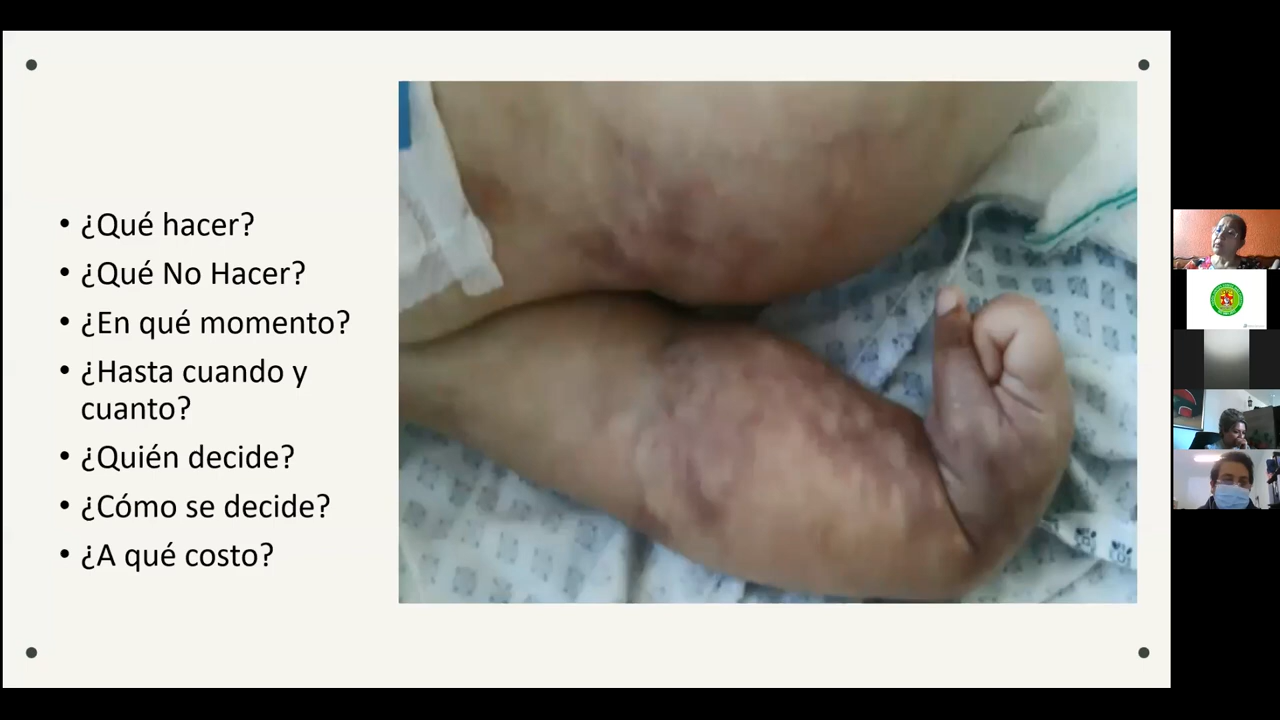 • ¿Qué hacer?
• ¿Qué No Hacer?
• ¿En qué momento?
• ¿Hasta cuando y
cuanto?
• ¿Quién decide?
• ¿Cómo se decide?
• ¿A qué costo?